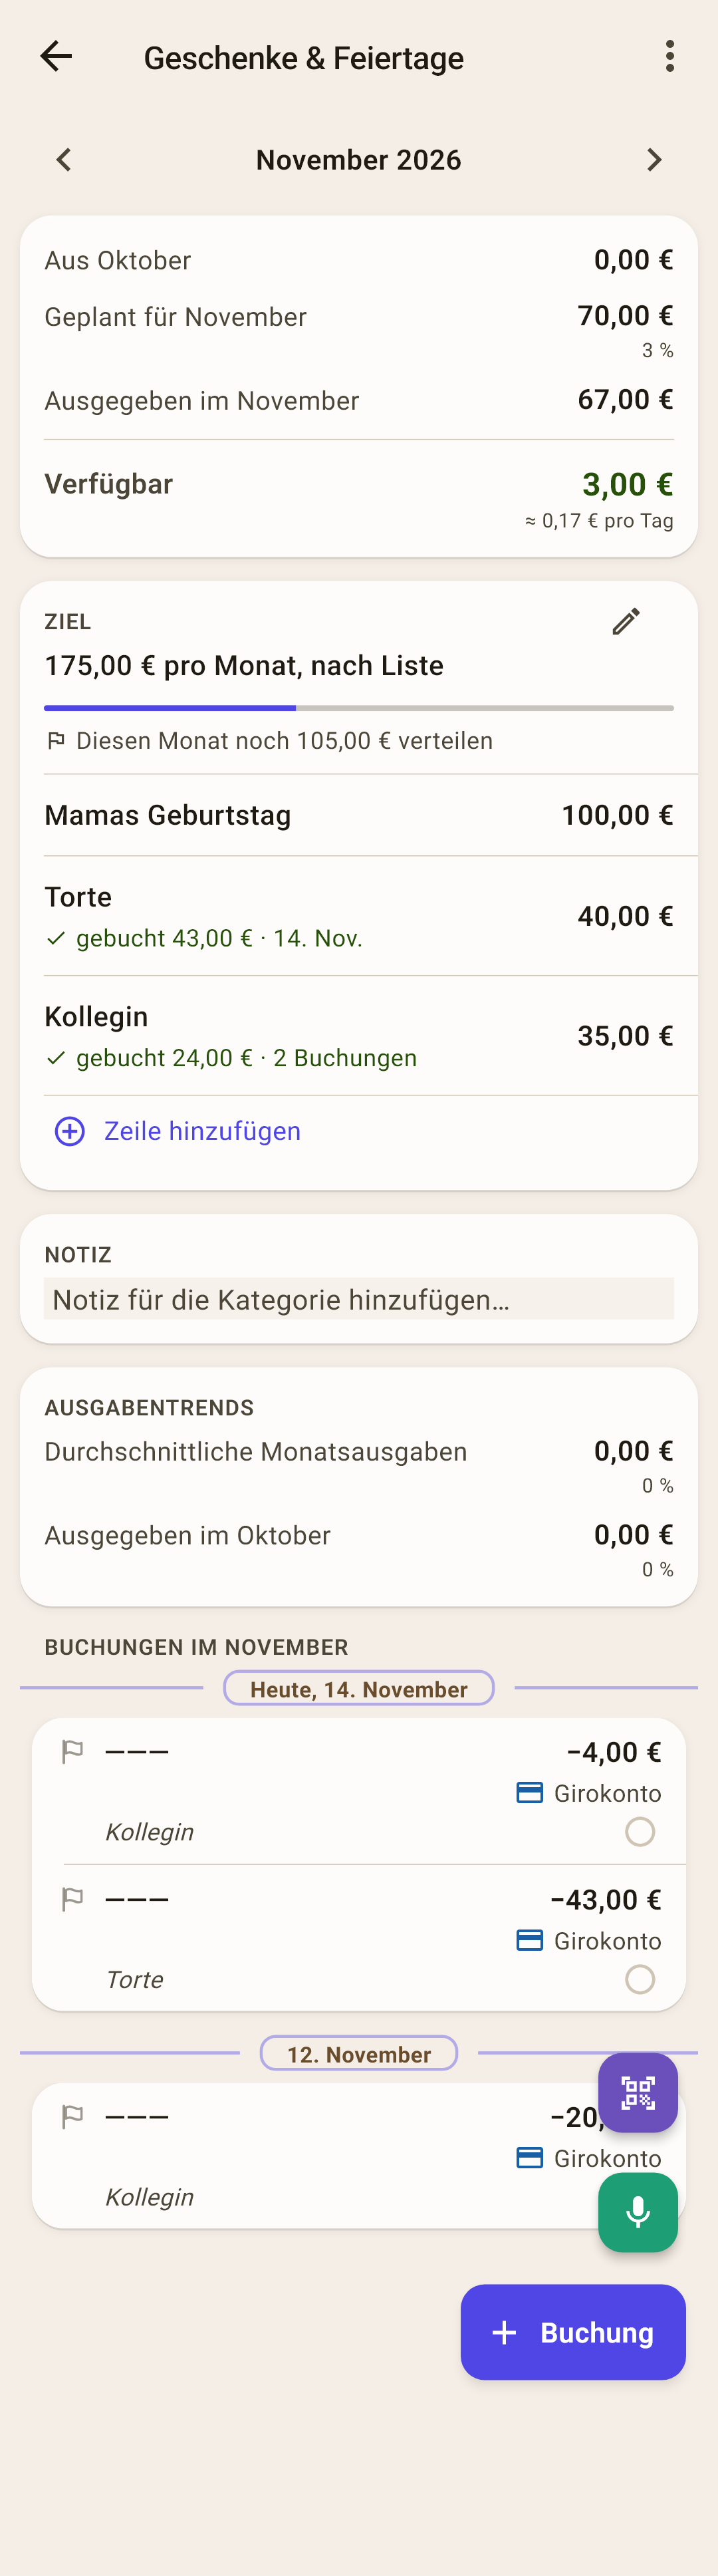 Geschenke & Feiertage
November 2026
Aus Oktober 0,00 €
Geplant für November 70,00 €
3 %
Ausgegeben im November 67,00 €
Verfügbar 3,00 €
≈ 0,17 € pro Tag
ZIEL
175,00 € pro Monat, nach Liste
Diesen Monat noch 105,00 € verteilen
Mamas Geburtstag 100,00 €
Torte 40,00 €
gebucht 43,00 € · 14. Nov.
Kollegin 35,00 €
gebucht 24,00 € · 2 Buchungen
Zeile hinzufügen
NOTIZ
Notiz für die Kategorie hinzufügen…
AUSGABENTRENDS
Durchschnittliche Monatsausgaben 0,00 €
0 %
Ausgegeben im Oktober 0,00 €
0 %
BUCHUNGEN IM NOVEMBER
Heute, 14. November
——— −4,00 €
Girokonto
Kollegin
——— −43,00 €
Girokonto
Torte
12. November
——— −20,
Girokonto
Kollegin
+ Buchung